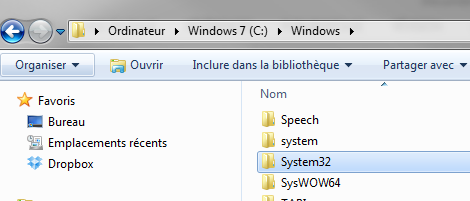 Ordinateur Windows 7 (C:) Windows
Organiser Ouvrir Inclure dans la bibliothèque Partager avec
Favoris
Bureau
Emplacements récents
Dropbox
Nom
Speech
system
System32
SysWOW64
TAPI